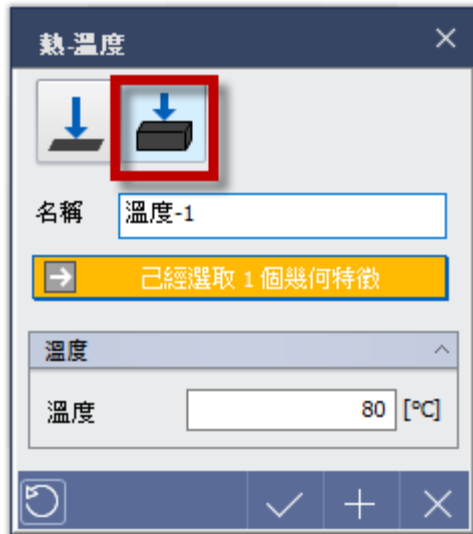 熱-溫度
名稱 溫度-1
已經選取 1 個幾何特徵
溫度
溫度 80 [℃]